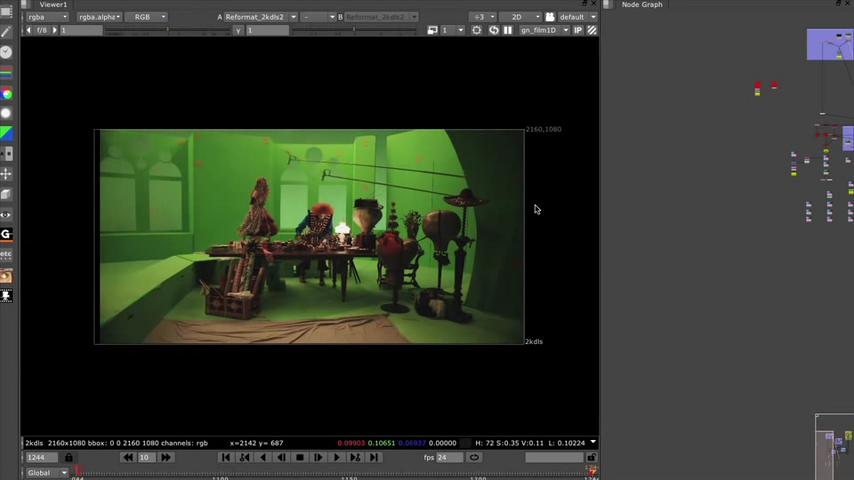 Viewer1
Node Graph
rgba rgba.alpha RGB A Reformat_2kdls2 - B Reformat_2kdls2 ÷3 2D default
f/8 1 Y 1 1 gn_film1D IP
2160,1080
2kdls
G
etc
2kdls 2160x1080 bbox: 0 0 2160 1080 channels: rgb x=2142 y= 687 0.09903 0.10651 0.06937 0.00000 H: 72 S:0.35 V:0.11 L: 0.10224
1244 10 fps 24
Global 1100 1150 1200